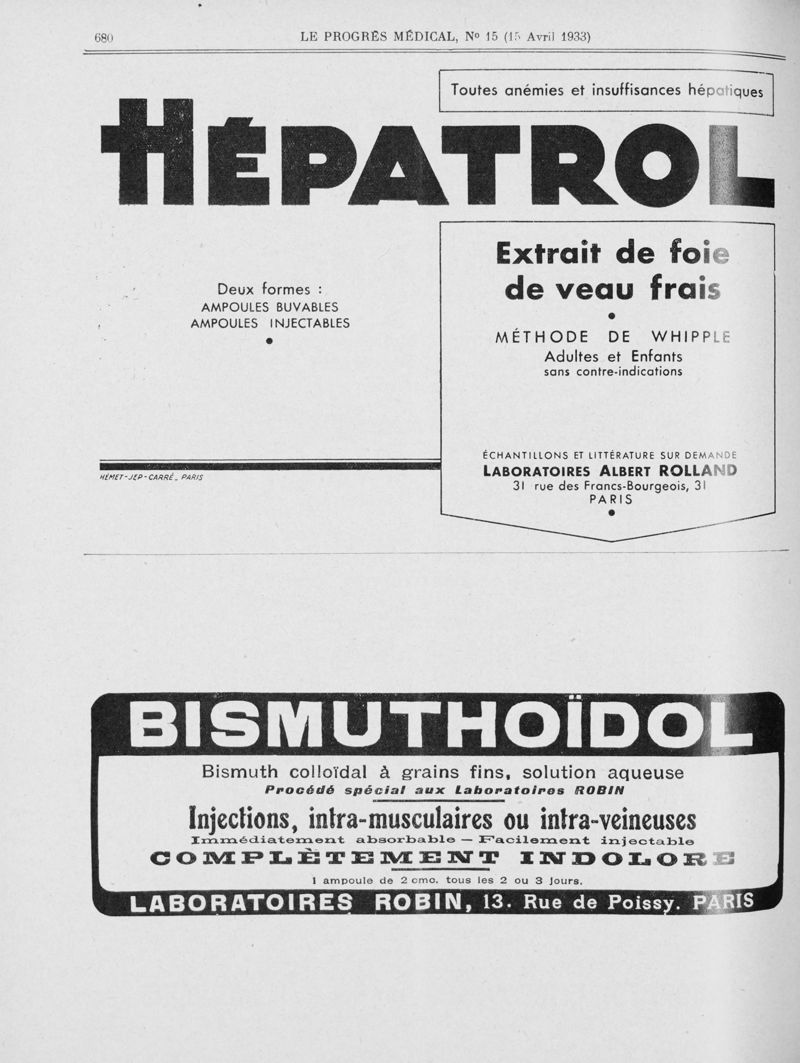 680
LE PROGRÈS MÉDICAL, Nº 15 (15 Avril 1933)
Toutes anémies et insuffisances hépatiques
HÉPATROL
Deux formes :
AMPOULES BUVABLES
AMPOULES INJECTABLES
Extrait de foie
de veau frais
MÉTHODE DE WHIPPLE
Adultes et Enfants
sans contre-indications
ÉCHANTILLONS ET LITTÉRATURE SUR DEMANDE
LABORATOIRES ALBERT ROLLAND
31 rue des Francs-Bourgeois, 31
PARIS
HÉMET-JEP-CARRÉ_ PARIS
BISMUTHOÏDOL
Bismuth colloïdal à grains fins, solution aqueuse
Procédé spécial aux Laboratoires ROBIN
Injections, intra-musculaires ou intra-veineuses
Immédiatement absorbable — Facilement injectable
COMPLÈTEMENT INDOLORE
1 ampoule de 2 cmc. tous les 2 ou 3 jours.
LABORATOIRES ROBIN, 13. Rue de Poissy. PARIS